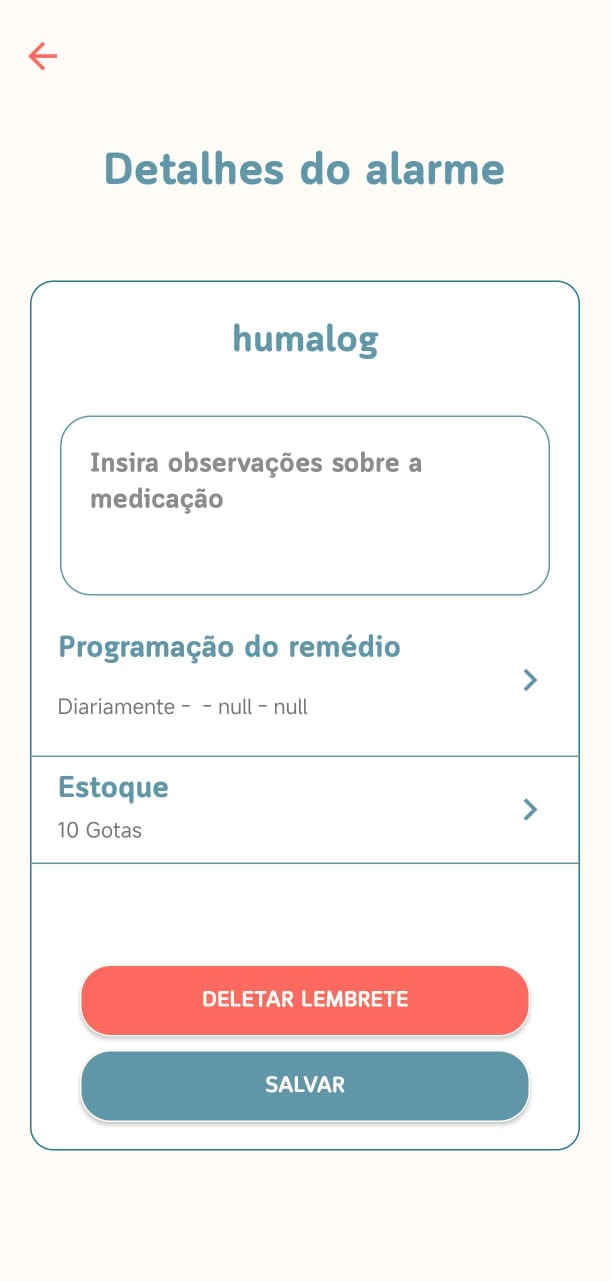 Detalhes do alarme
humalog
Insira observações sobre a
medicação
Programação do remédio
Diariamente -  - null - null
Estoque
10 Gotas
DELETAR LEMBRETE
SALVAR